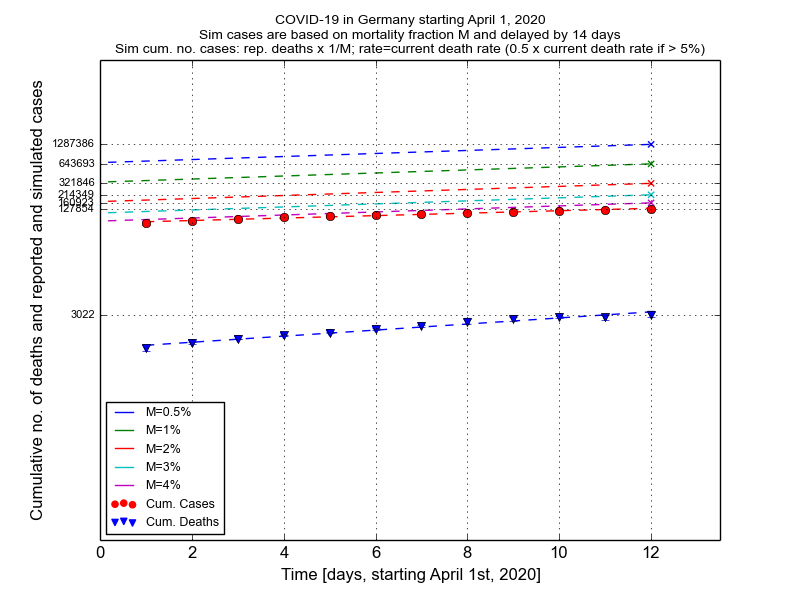 COVID-19 in Germany starting April 1, 2020
Sim cases are based on mortality fraction M and delayed by 14 days
Sim cum. no. cases: rep. deaths x 1/M; rate=current death rate (0.5 x current death rate if > 5%)
Cumulative no. of deaths and reported and simulated cases
1287386
643693
321846
214349
160923
127854
3022
M=0.5%
M=1%
M=2%
M=3%
M=4%
Cum. Cases
Cum. Deaths
0 2 4 6 8 10 12
Time [days, starting April 1st, 2020]